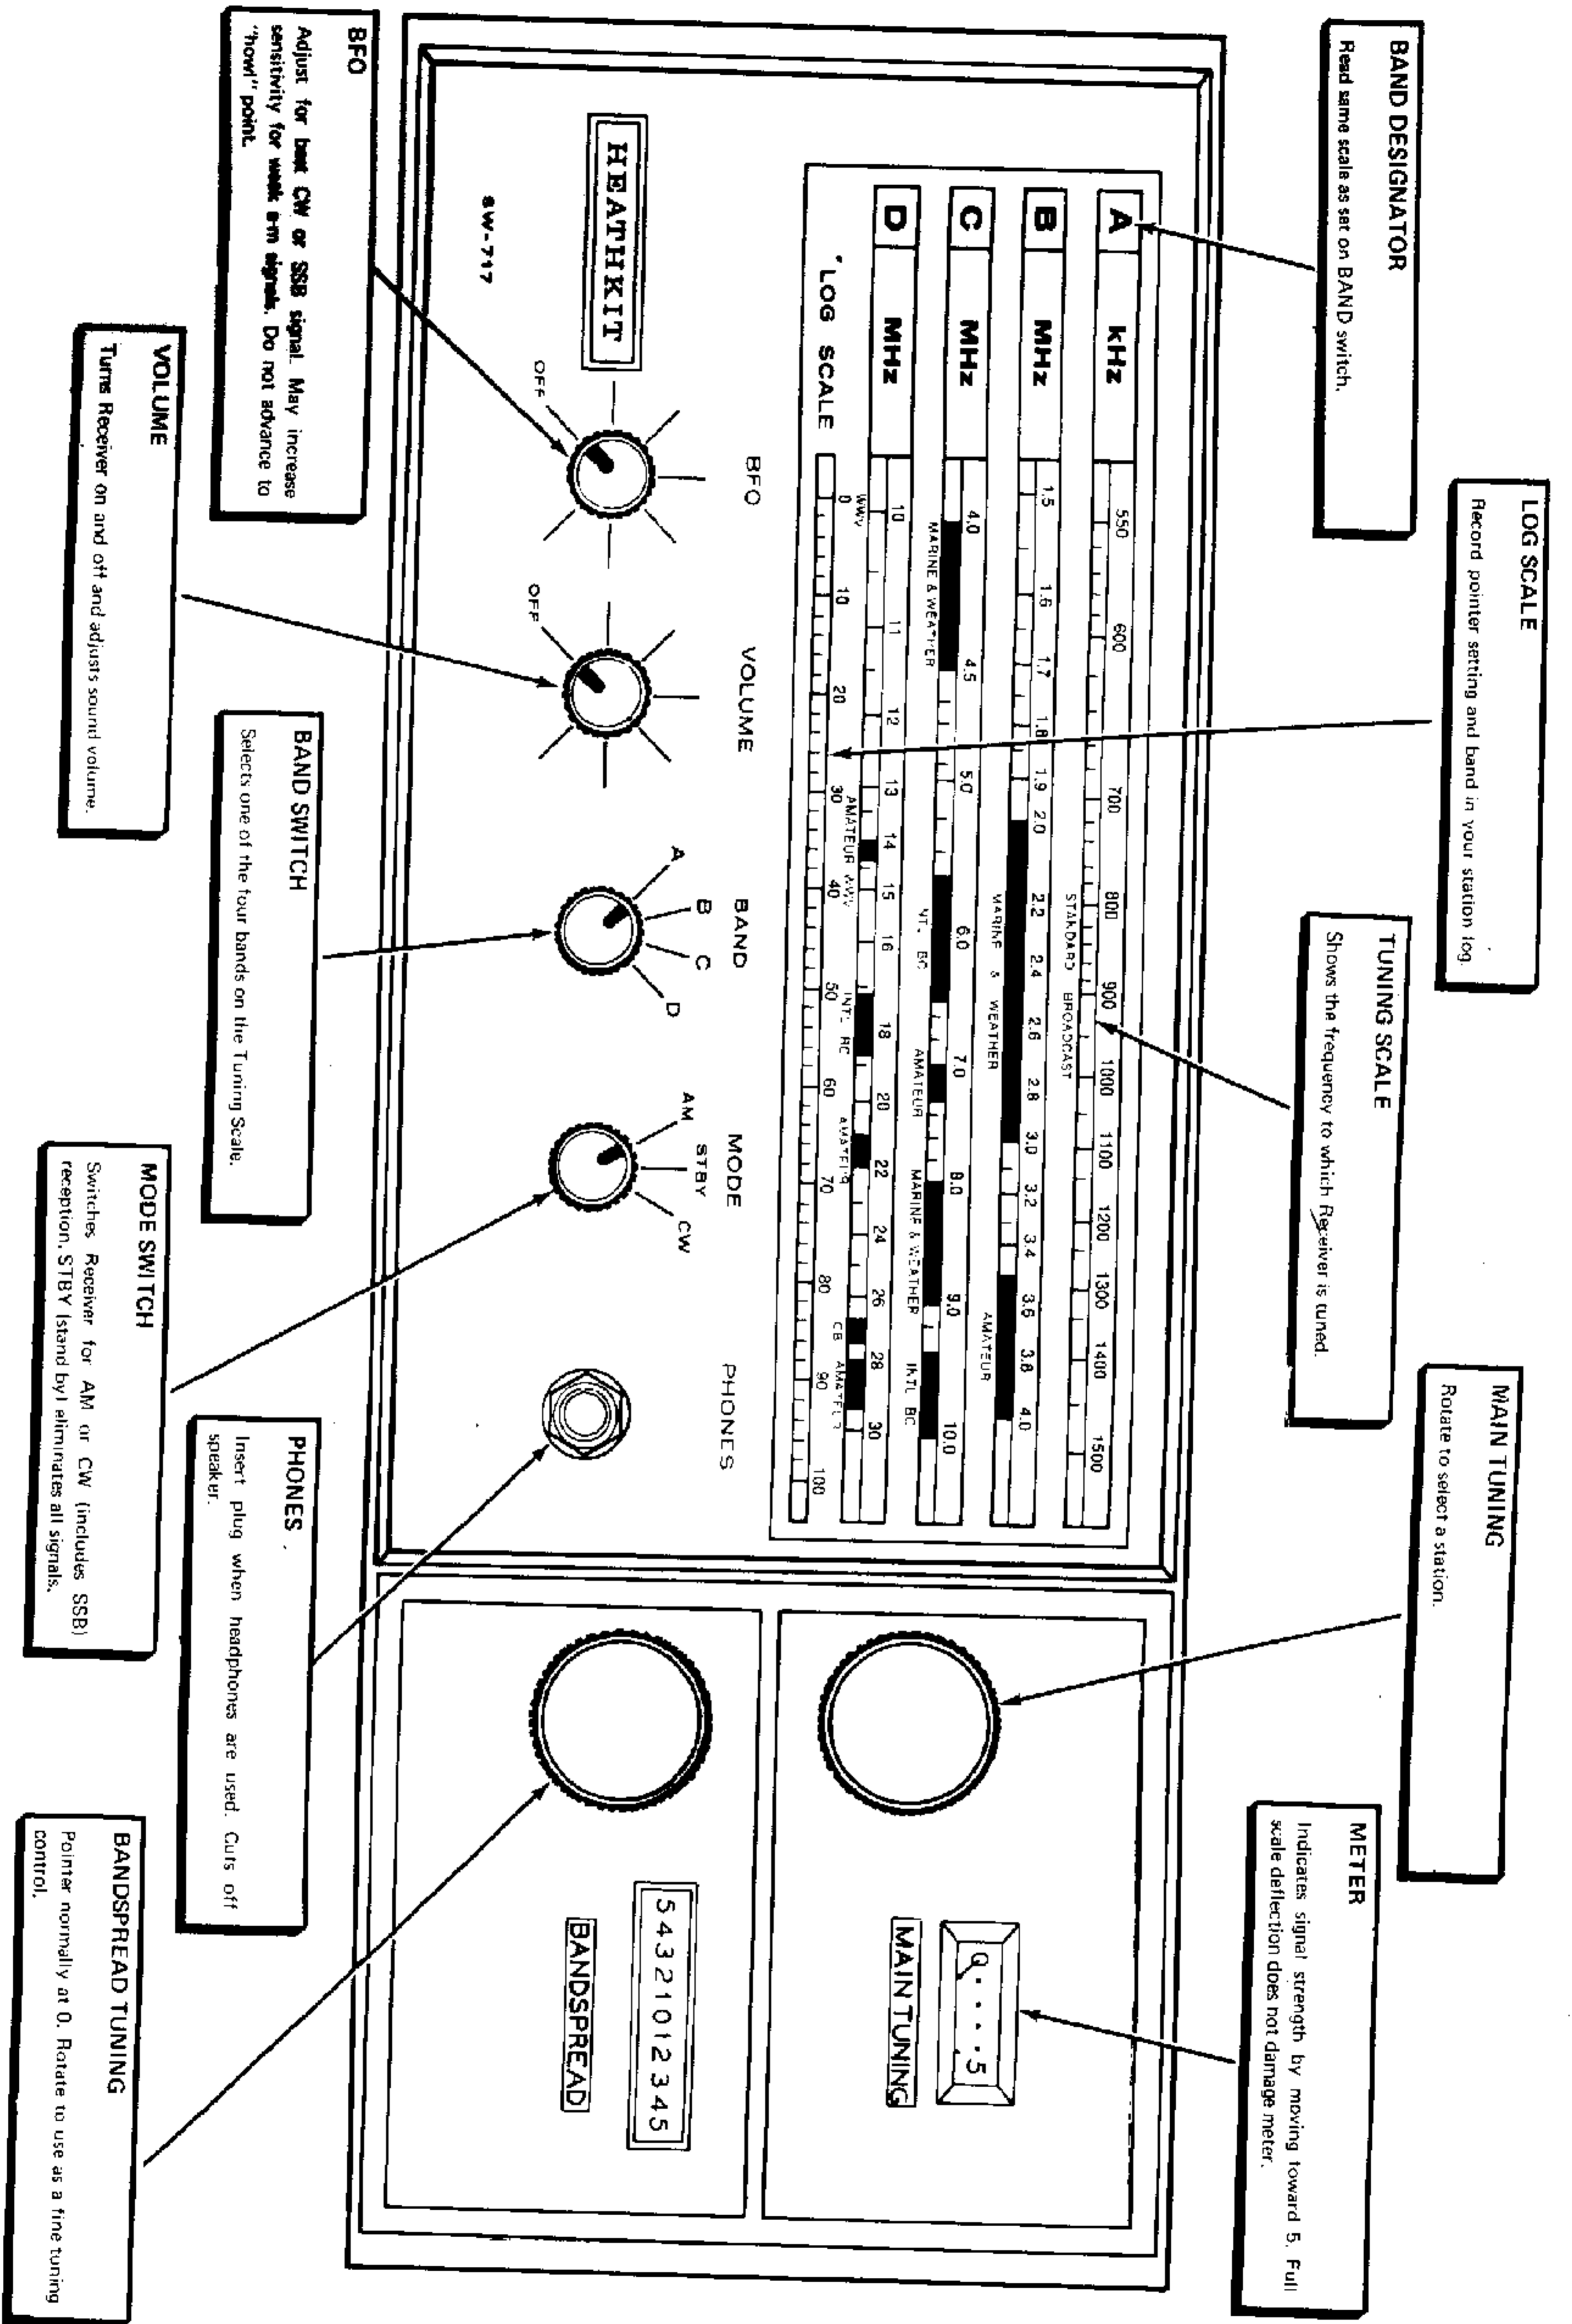 BAND DESIGNATOR
Read same scale as set on BAND switch.
LOG SCALE
Record pointer setting and band in your station log.
TUNING SCALE
Shows the frequency to which Receiver is tuned.
MAIN TUNING
Rotate to select a station.
METER
Indicates signal strength by moving toward 5. Full
scale deflection does not damage meter.
A kHz 550 600 700 800 900 1000 1100 1200 1300 1400 1500
STANDARD BROADCAST
B MHz 1.5 1.6 1.7 1.8 1.9 2.0 2.2 2.4 2.6 2.8 3.0 3.2 3.4 3.6 3.8 4.0
MARINE & WEATHER AMATEUR
C MHz 4.0 4.5 5.0 6.0 7.0 8.0 9.0 10.0
MARINE & WEATHER INTL BC AMATEUR MARINE & WEATHER INTL BC
D MHz 10 11 12 13 14 15 16 18 20 22 24 26 28 30
WWV AMATEUR WWV INTL BC AMATEUR CB AMATEUR
LOG SCALE 0 10 20 30 40 50 60 70 80 90 100
0 . . . . 5
MAIN TUNING
HEATHKIT
SW-717
BFO
OFF
VOLUME
OFF
BAND
A B C D
MODE
AM STBY CW
PHONES
5 4 3 2 1 0 1 2 3 4 5
BANDSPREAD
BFO
Adjust for best CW or SSB signal. May increase
sensitivity for weak a-m signals. Do not advance to
"howl" point.
VOLUME
Turns Receiver on and off and adjusts sound volume.
BAND SWITCH
Selects one of the four bands on the Tuning Scale.
MODE SWITCH
Switches Receiver for AM or CW (includes SSB)
reception. STBY (stand by) eliminates all signals.
PHONES
Insert plug when headphones are used. Cuts off
speaker.
BANDSPREAD TUNING
Pointer normally at 0. Rotate to use as a fine tuning
control.